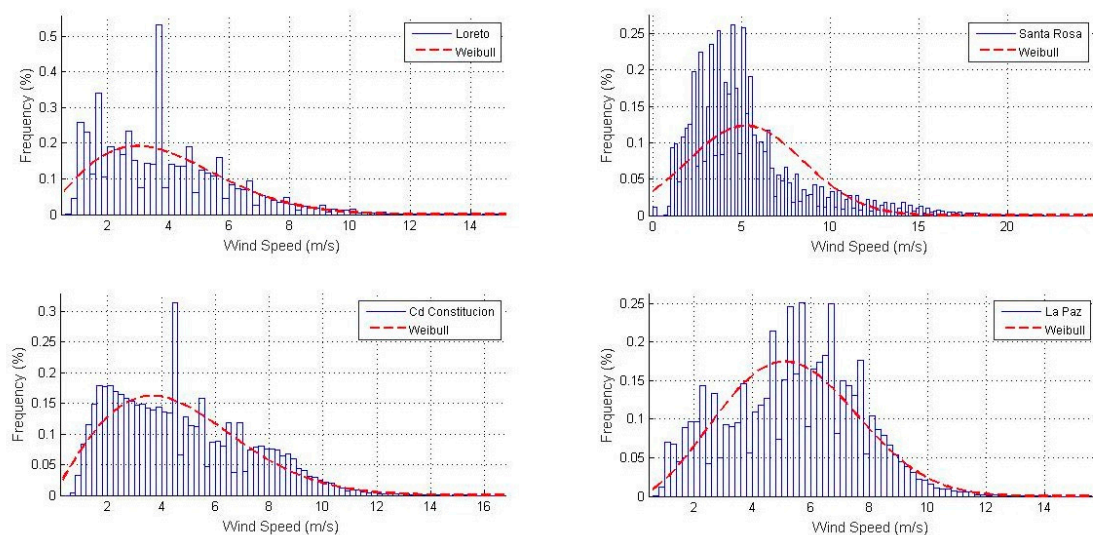 0.5
0.4
0.3
0.2
0.1
0
Frequency (%)
2 4 6 8 10 12 14
Wind Speed (m/s)
Loreto
Weibull
0.25
0.2
0.15
0.1
0.05
0
Frequency (%)
0 5 10 15 20
Wind Speed (m/s)
Santa Rosa
Weibull
0.3
0.25
0.2
0.15
0.1
0.05
0
Frequency (%)
2 4 6 8 10 12 14 16
Wind Speed (m/s)
Cd Constitucion
Weibull
0.25
0.2
0.15
0.1
0.05
0
Frequency (%)
2 4 6 8 10 12 14
Wind Speed (m/s)
La Paz
Weibull